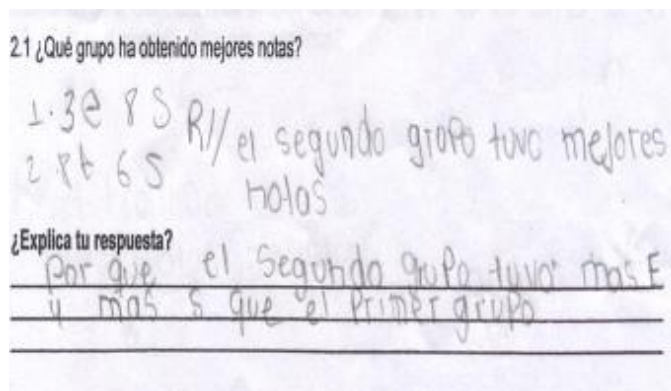 2.1 ¿Qué grupo ha obtenido mejores notas?
1. 3e 8 S R// el segundo grupo tuvo mejores
2 8t 6 S notas
¿Explica tu respuesta?
Por que el Segundo grupo tuvo mas E
y mas s que el Primer grupo